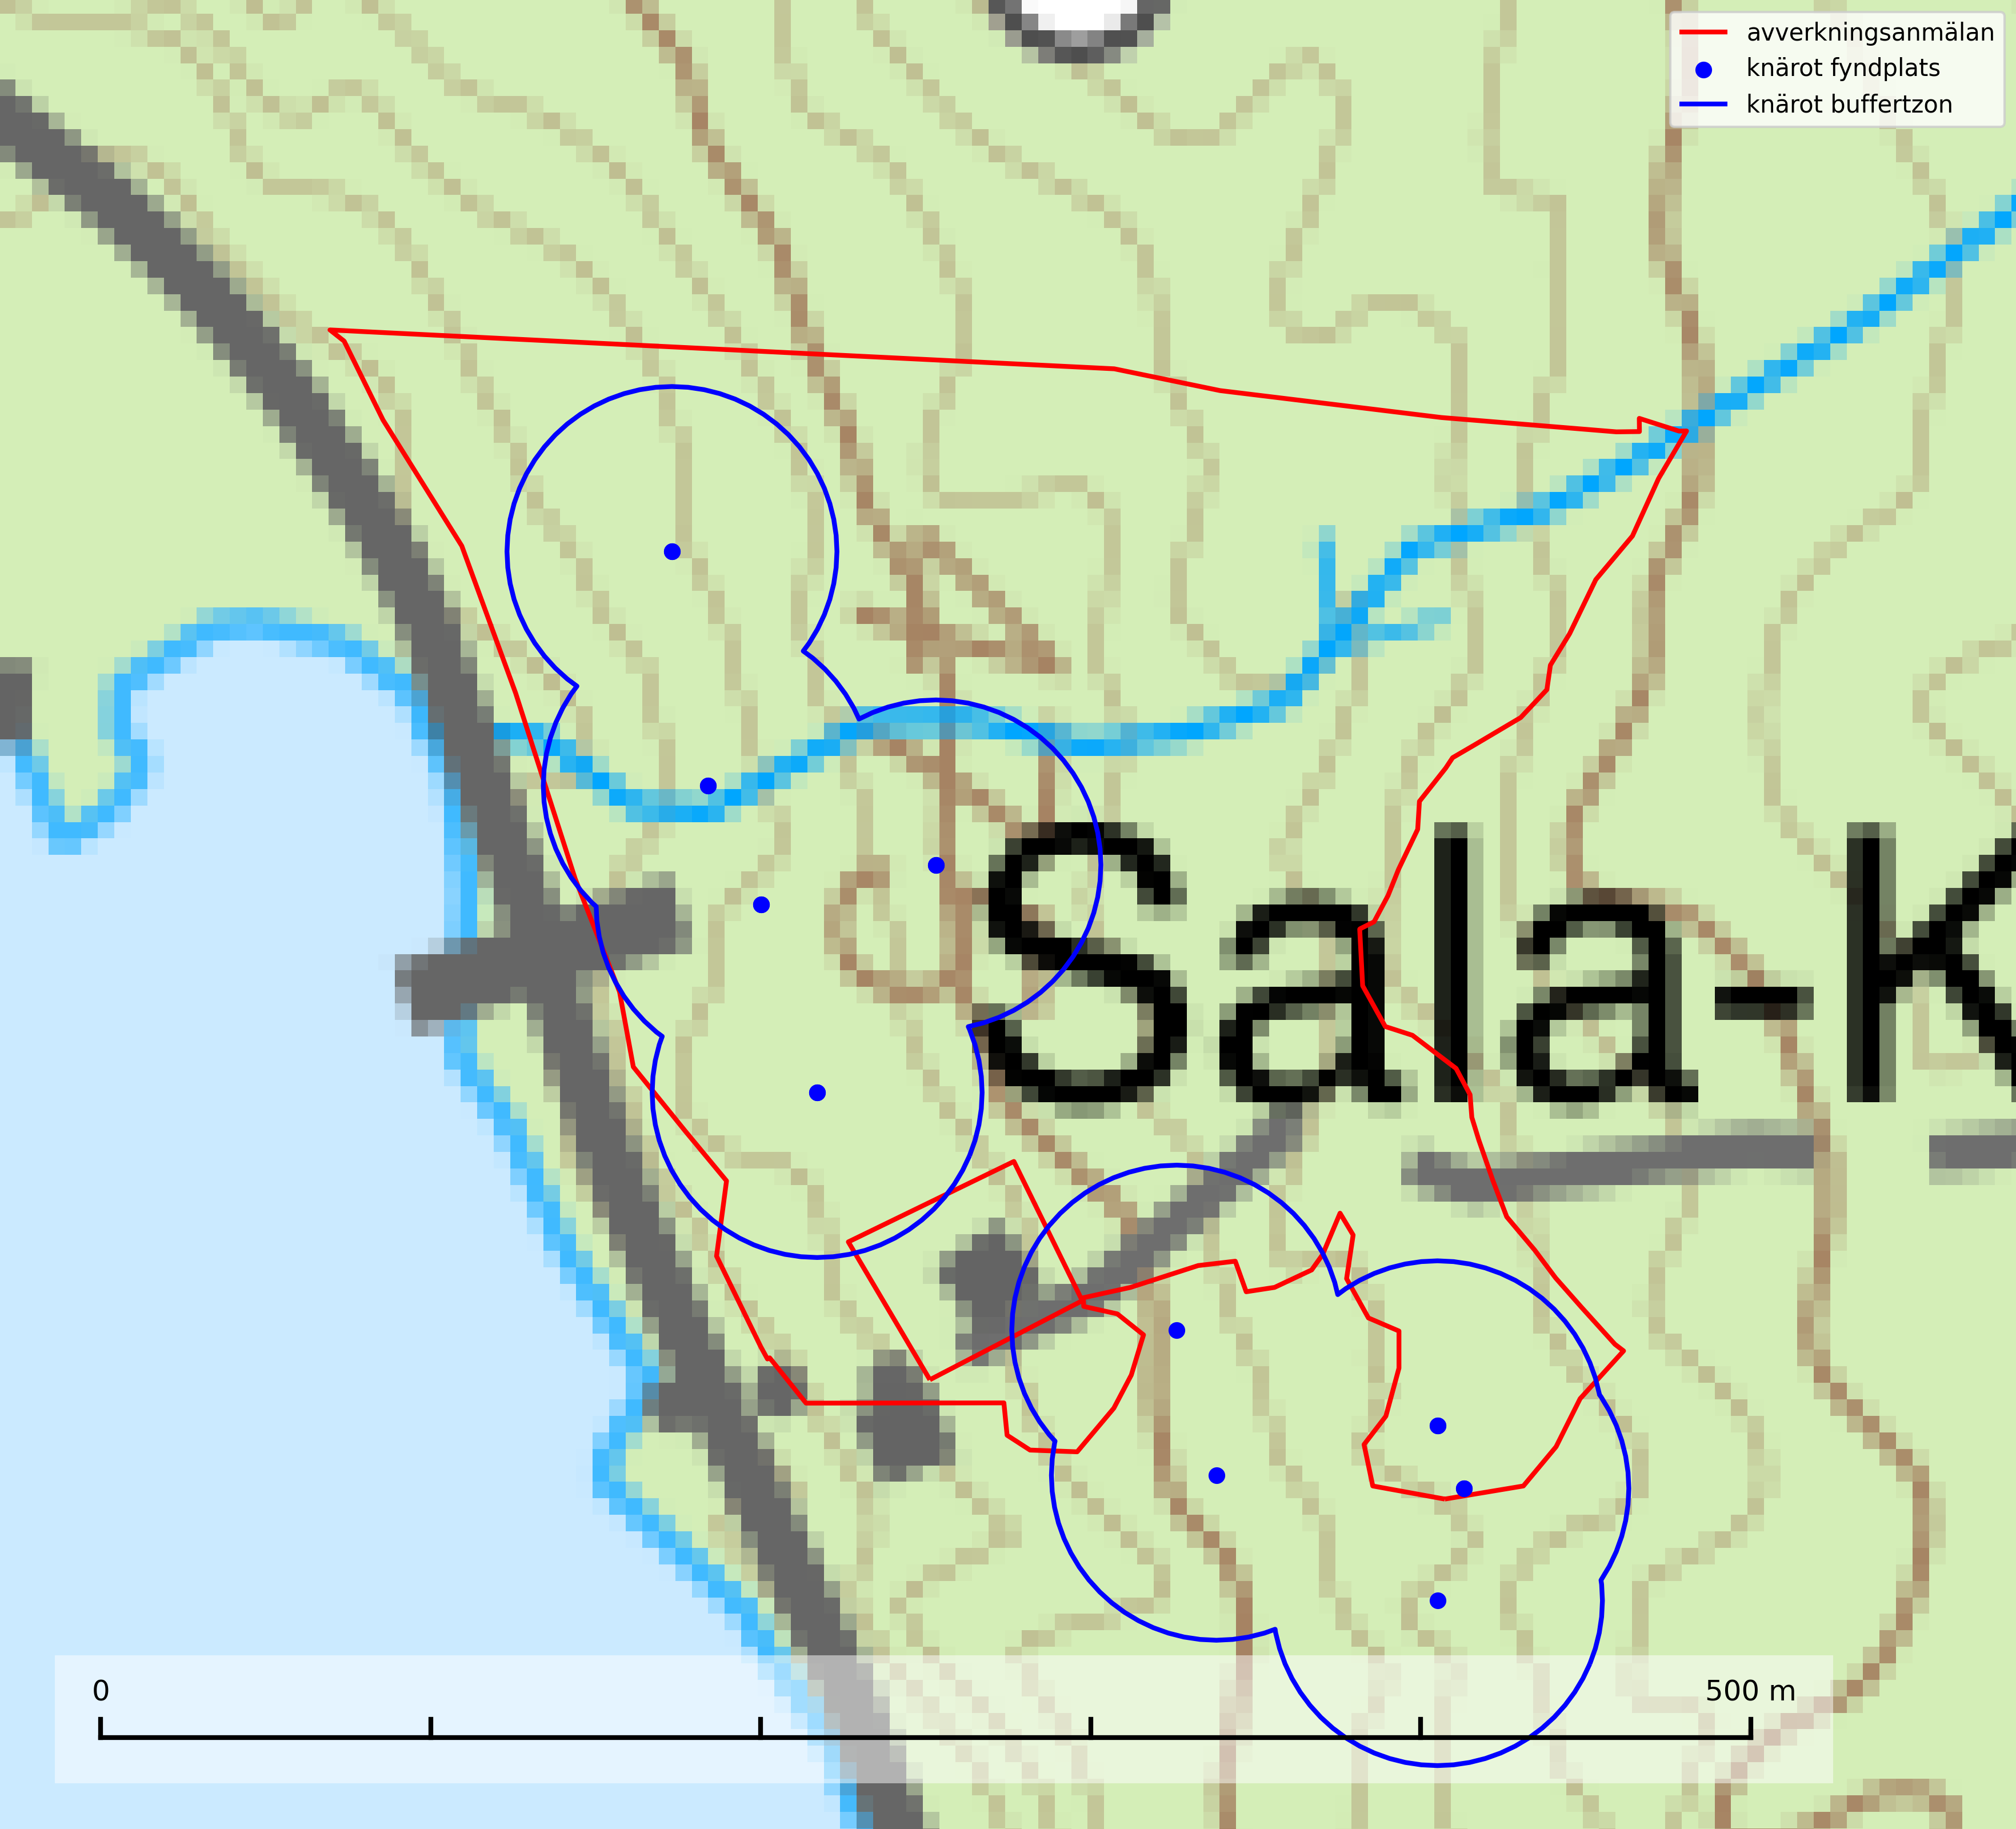 avverkningsanmälan
knärot fyndplats
knärot buffertzon
Sala-k
0 500 m